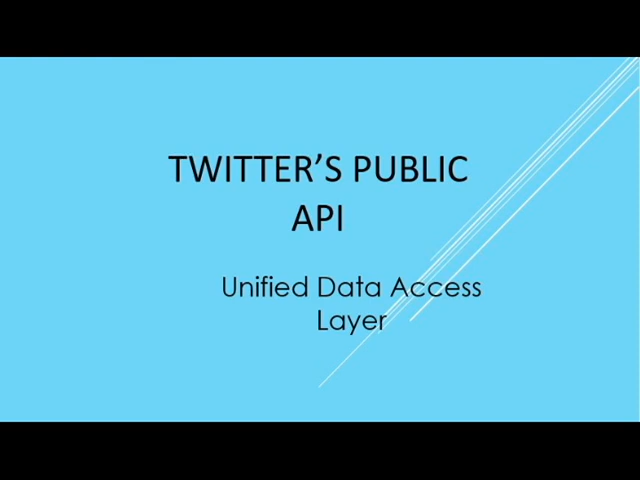 TWITTER’S PUBLIC
API
Unified Data Access
Layer